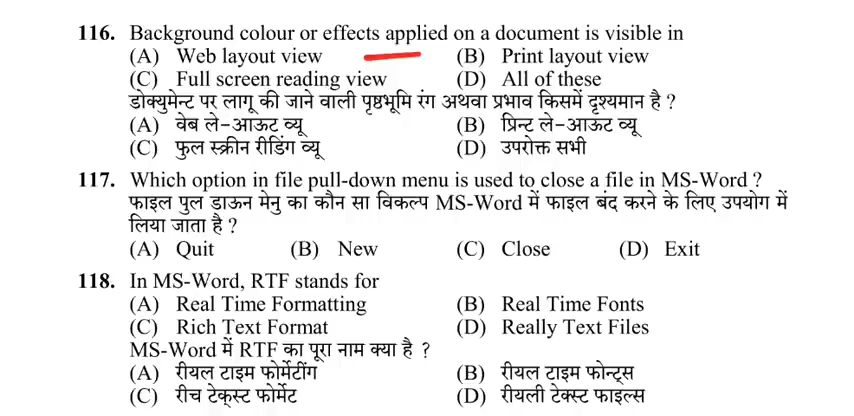 116. Background colour or effects applied on a document is visible in
(A) Web layout view (B) Print layout view
(C) Full screen reading view (D) All of these
डोक्युमेन्ट पर लागू की जाने वाली पृष्ठभूमि रंग अथवा प्रभाव किसमें दृश्यमान है ?
(A) वेब ले-आऊट व्यू (B) प्रिन्ट ले-आऊट व्यू
(C) फुल स्क्रीन रीडिंग व्यू (D) उपरोक्त सभी
117. Which option in file pull-down menu is used to close a file in MS-Word ?
फाइल पुल डाऊन मेनु का कौन सा विकल्प MS-Word में फाइल बंद करने के लिए उपयोग में
लिया जाता है ?
(A) Quit (B) New (C) Close (D) Exit
118. In MS-Word, RTF stands for
(A) Real Time Formatting (B) Real Time Fonts
(C) Rich Text Format (D) Really Text Files
MS-Word में RTF का पूरा नाम क्या है ?
(A) रीयल टाइम फोर्मेटींग (B) रीयल टाइम फोन्ट्स
(C) रीच टेक्स्ट फोर्मेट (D) रीयली टेक्स्ट फाइल्स